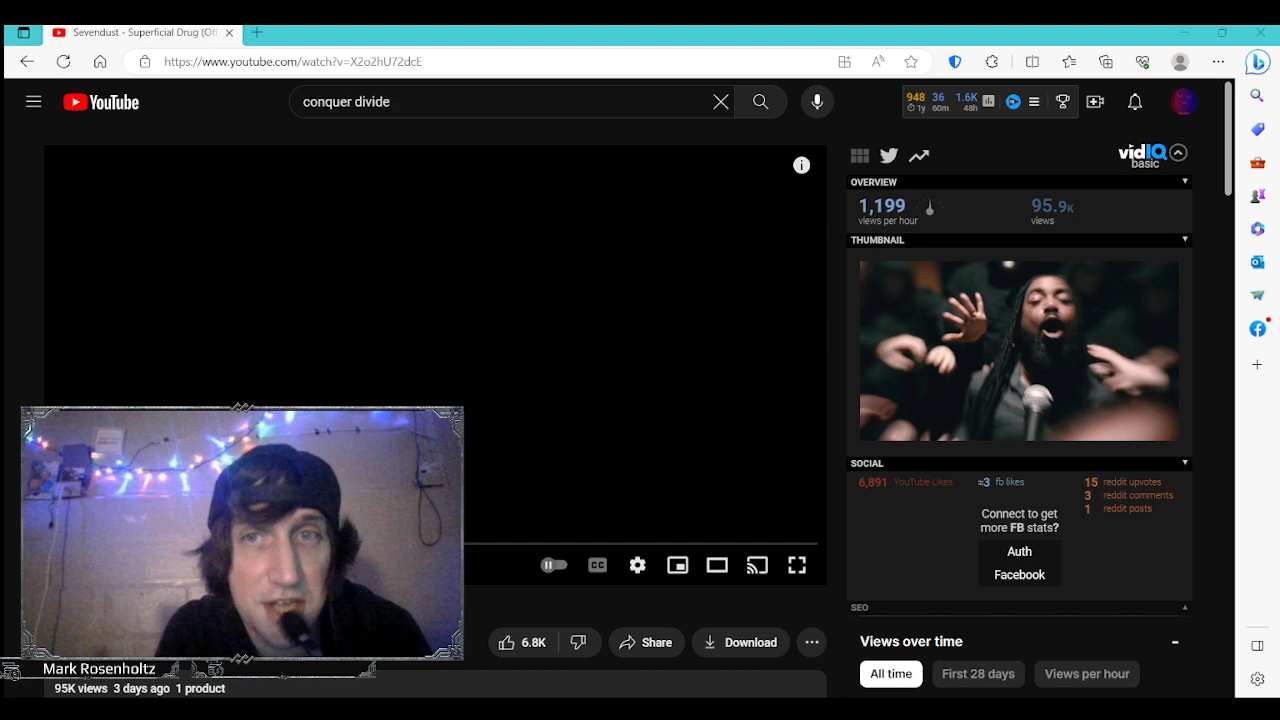 Sevendust - Superficial Drug (Of
https://www.youtube.com/watch?v=X2o2hU72dcE
YouTube
conquer divide
948 36 1.6K
1y 60m 48h
vidIQ
basic
OVERVIEW
1,199
views per hour
95.9K
views
THUMBNAIL
SOCIAL
6,891 YouTube Likes
≈3 fb likes
15 reddit upvotes
3 reddit comments
1 reddit posts
Connect to get
more FB stats?
Auth
Facebook
SEO
CC
6.8K
Share
Download
Mark Rosenholtz
95K views 3 days ago 1 product
Views over time
All time
First 28 days
Views per hour